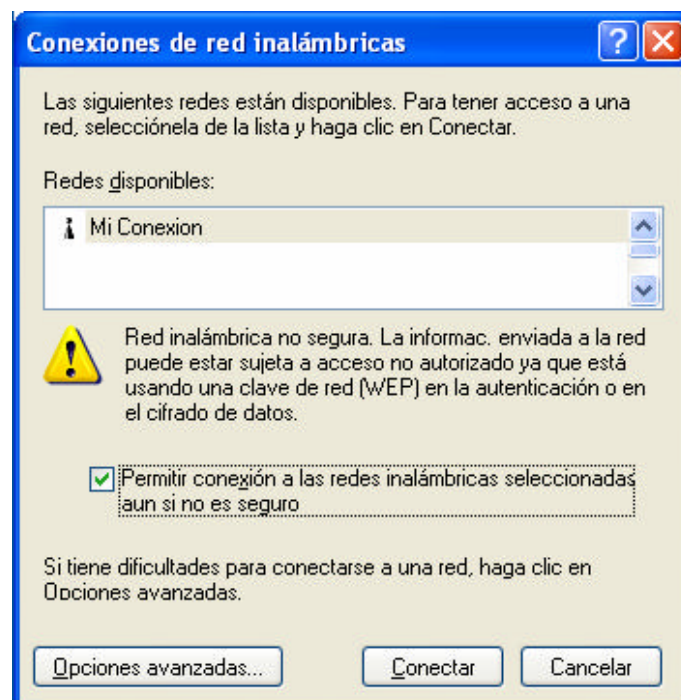 Conexiones de red inalámbricas
Las siguientes redes están disponibles. Para tener acceso a una
red, selecciónela de la lista y haga clic en Conectar.
Redes disponibles:
Mi Conexion
Red inalámbrica no segura. La informac. enviada a la red
puede estar sujeta a acceso no autorizado ya que está
usando una clave de red (WEP) en la autenticación o en
el cifrado de datos.
Permitir conexión a las redes inalámbricas seleccionadas
aun si no es seguro
Si tiene dificultades para conectarse a una red, haga clic en
Opciones avanzadas.
Opciones avanzadas... Conectar Cancelar